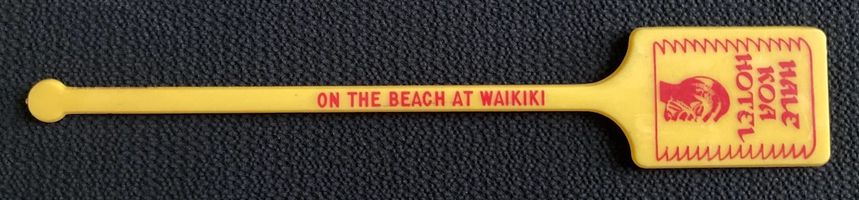 ON THE BEACH AT WAIKIKI
HALE
KOA
HOTEL